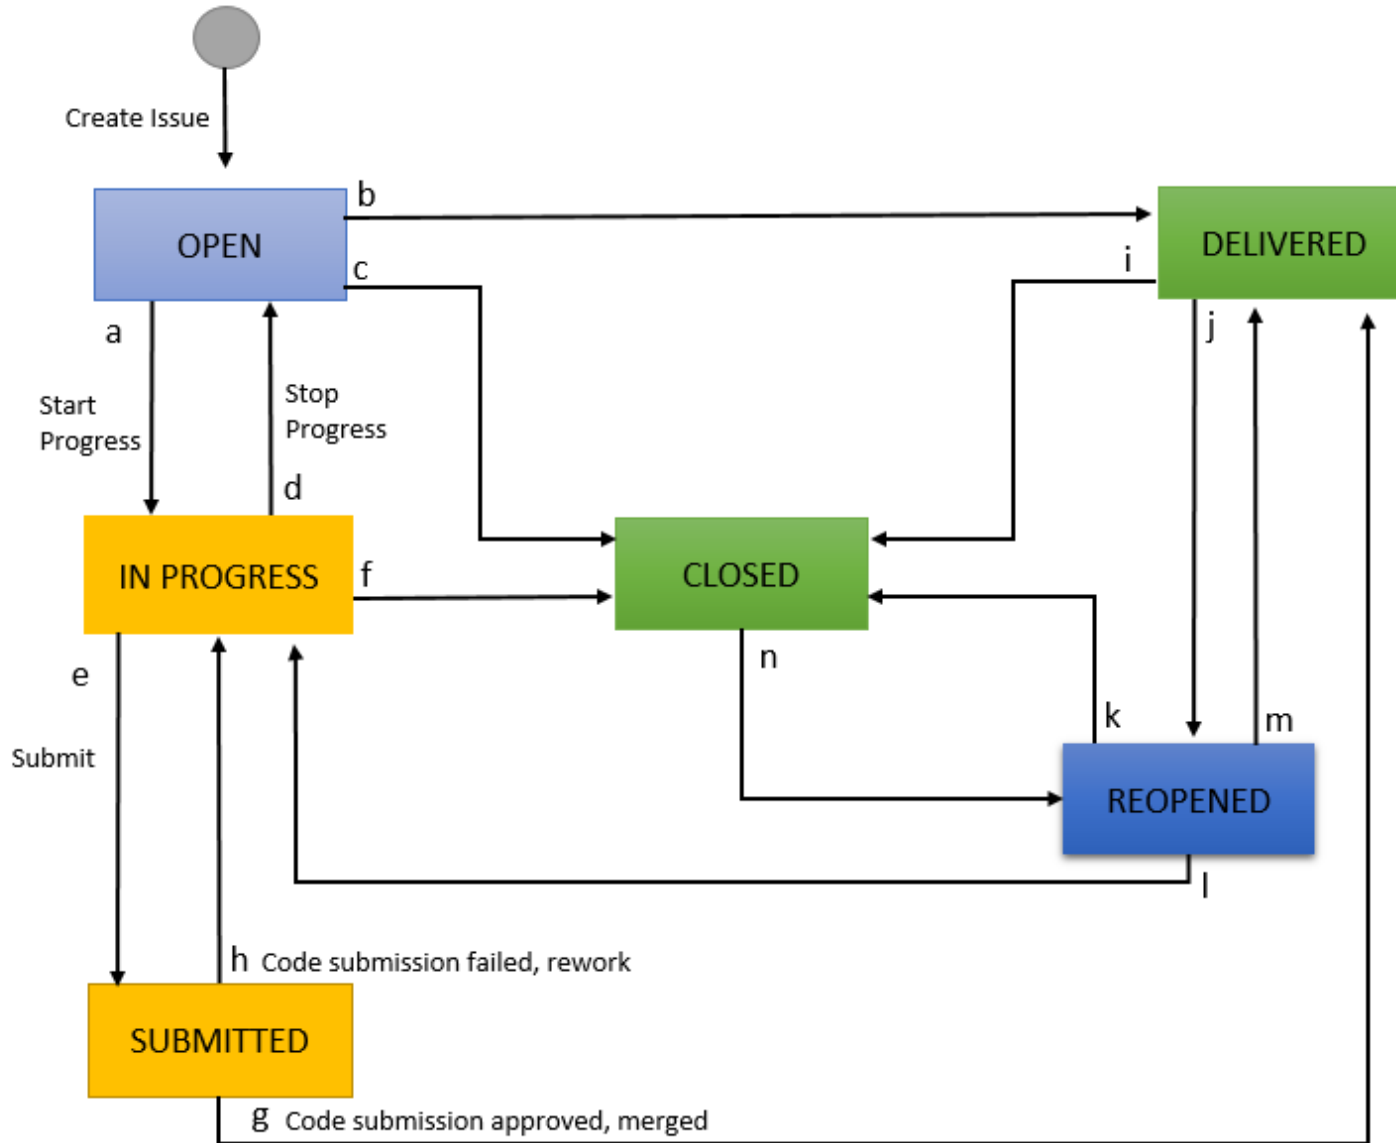 Create Issue
b
OPEN
DELIVERED
c
i
a
j
Start
Progress
Stop
Progress
d
IN PROGRESS
f
CLOSED
e
n
k
m
Submit
REOPENED
l
h Code submission failed, rework
SUBMITTED
g Code submission approved, merged